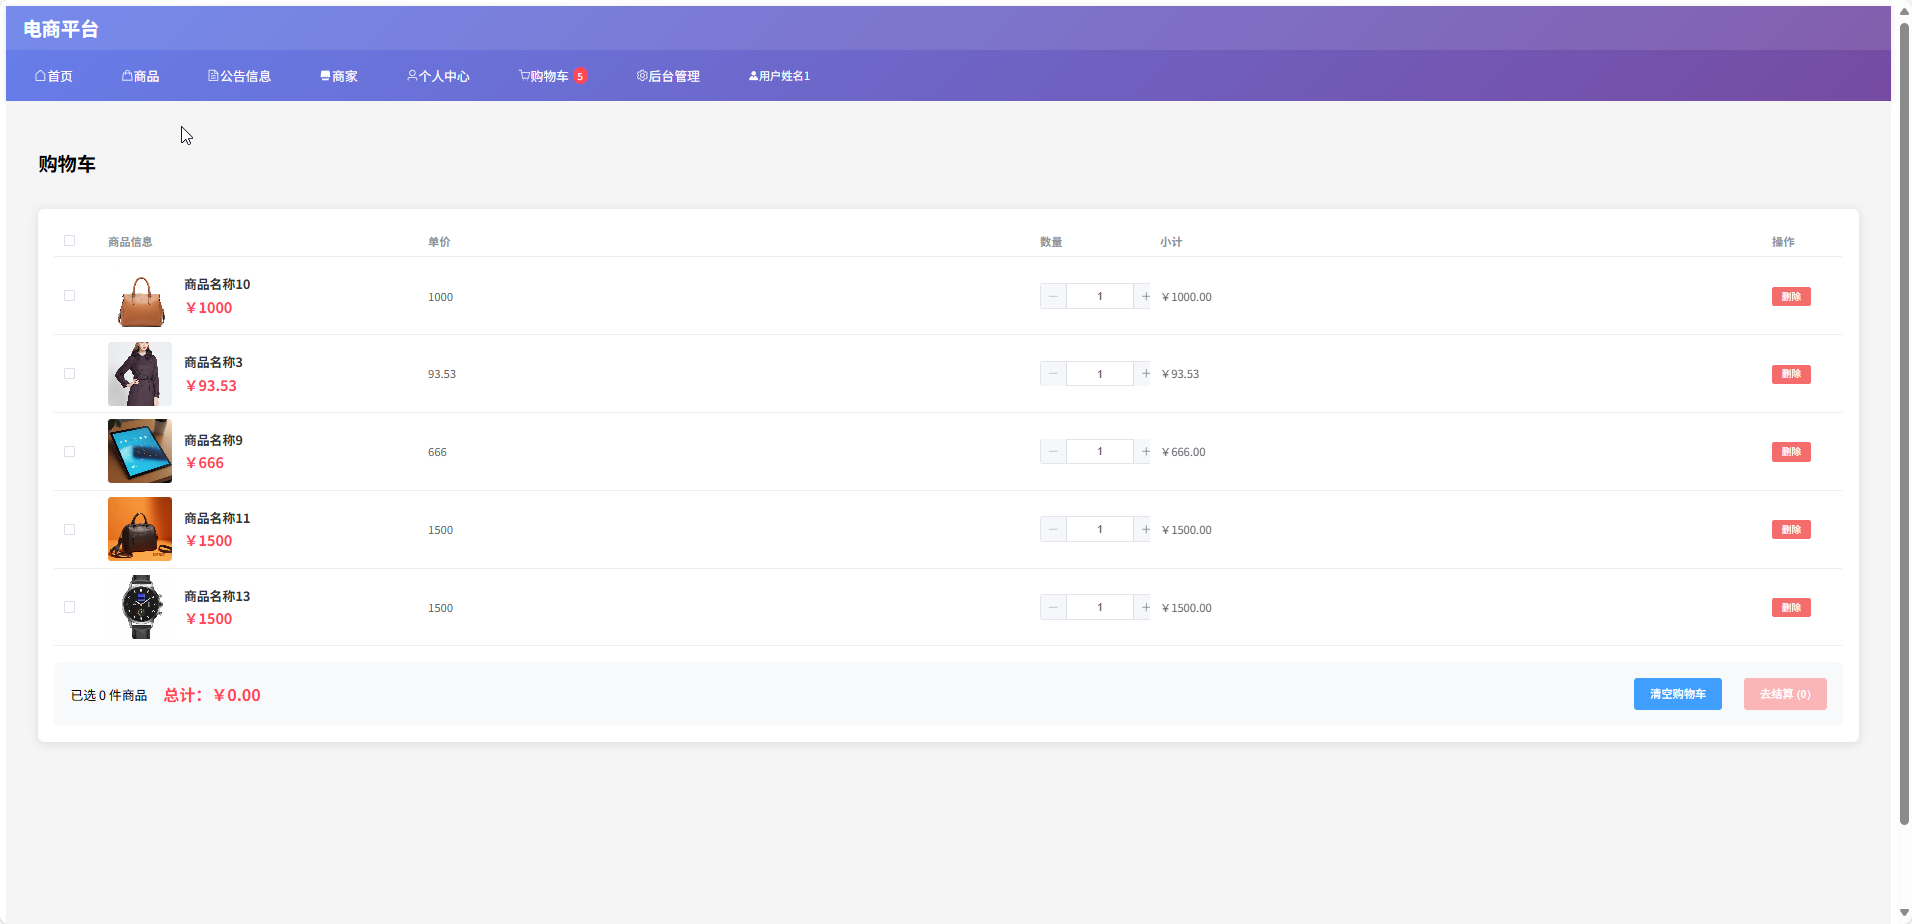 电商平台
首页 商品 公告信息 商家 个人中心 购物车 5 后台管理 用户姓名1
购物车
商品信息 单价 数量 小计 操作
商品名称10
￥1000
1000 1 ￥1000.00 删除
商品名称3
￥93.53
93.53 1 ￥93.53 删除
商品名称9
￥666
666 1 ￥666.00 删除
商品名称11
￥1500
1500 1 ￥1500.00 删除
商品名称13
￥1500
1500 1 ￥1500.00 删除
已选 0 件商品 总计：￥0.00 清空购物车 去结算 (0)